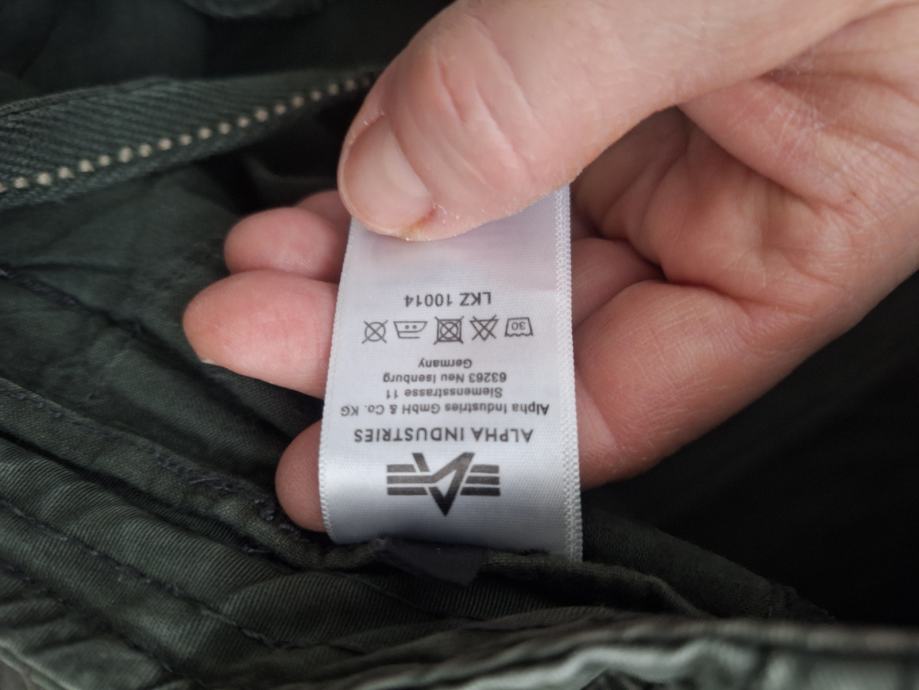 ALPHA INDUSTRIES
Alpha Industries GmbH & Co. KG
Siemensstrasse 11
63263 Neu Isenburg
Germany
30
LKZ 10014